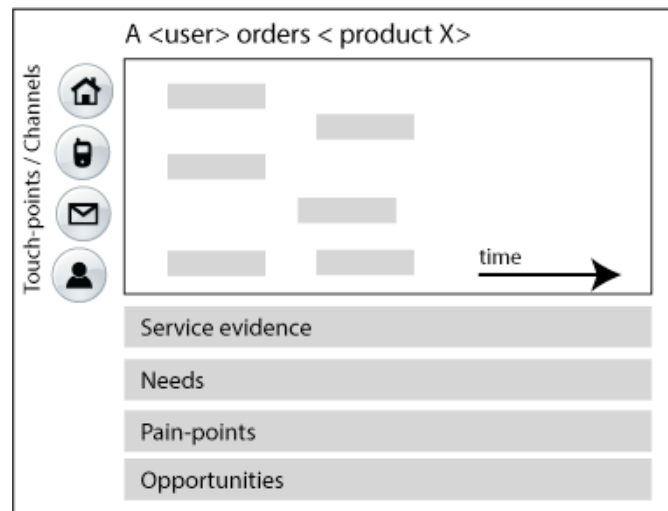 A <user> orders < product X>
Touch-points / Channels
time
Service evidence
Needs
Pain-points
Opportunities